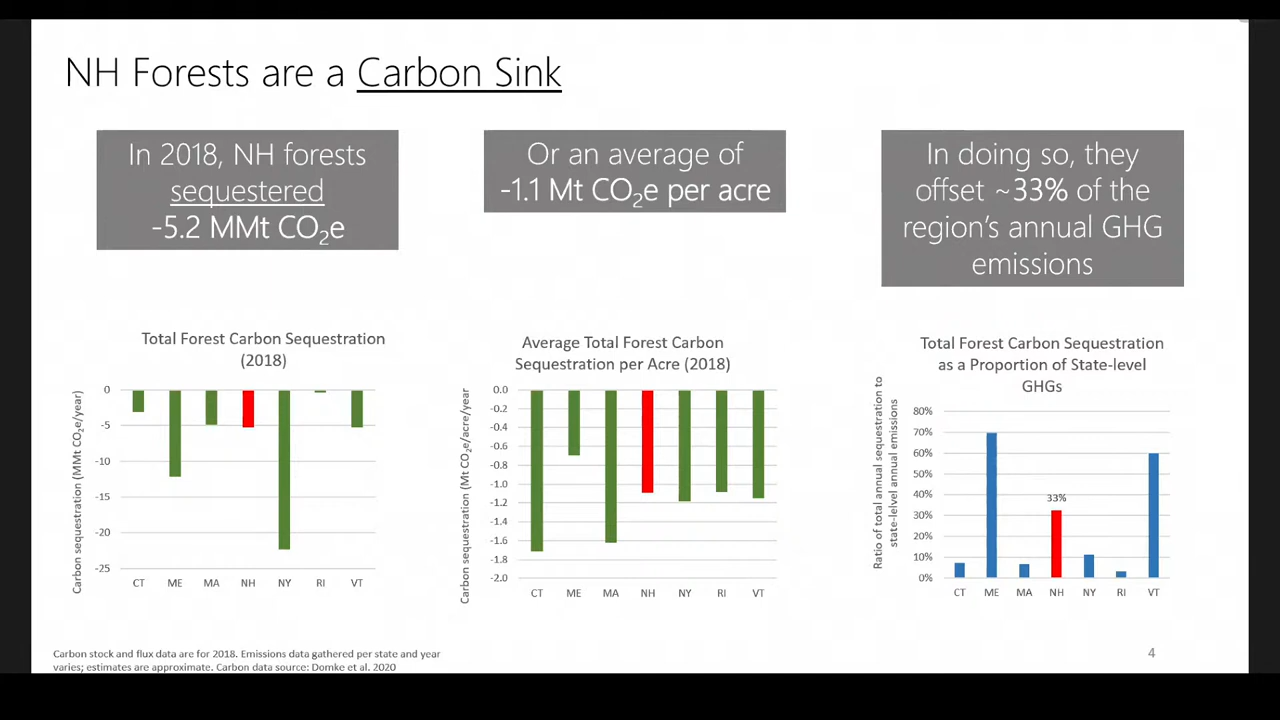 NH Forests are a Carbon Sink
In 2018, NH forests
sequestered
-5.2 MMt CO₂e
Or an average of
-1.1 Mt CO₂e per acre
In doing so, they
offset ~33% of the
region's annual GHG
emissions
Total Forest Carbon Sequestration
(2018)
Carbon sequestration (MMt CO₂e/year)
0
-5
-10
-15
-20
-25
CT ME MA NH NY RI VT
Average Total Forest Carbon
Sequestration per Acre (2018)
Carbon sequestration (Mt CO₂e/acre/year
0.0
-0.2
-0.4
-0.6
-0.8
-1.0
-1.2
-1.4
-1.6
-1.8
-2.0
CT ME MA NH NY RI VT
Total Forest Carbon Sequestration
as a Proportion of State-level
GHGs
Ratio of total annual sequestration to
state-lelvel annual emissions
80%
70%
60%
50%
40%
30%
20%
10%
0%
33%
CT ME MA NH NY RI VT
Carbon stock and flux data are for 2018. Emissions data gathered per state and year
varies; estimates are approximate. Carbon data source: Domke et al. 2020
4